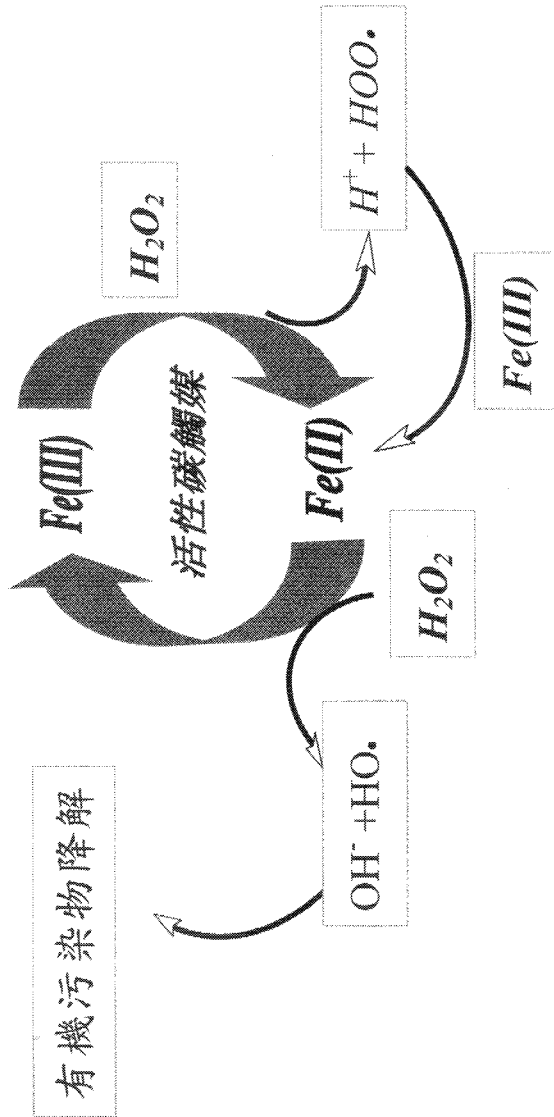 有機污染物降解
Fe(III)
H₂O₂
活性碳觸媒
Fe(II)
OH⁻ +HO•
H₂O₂
H⁺ + HOO•
Fe(III)